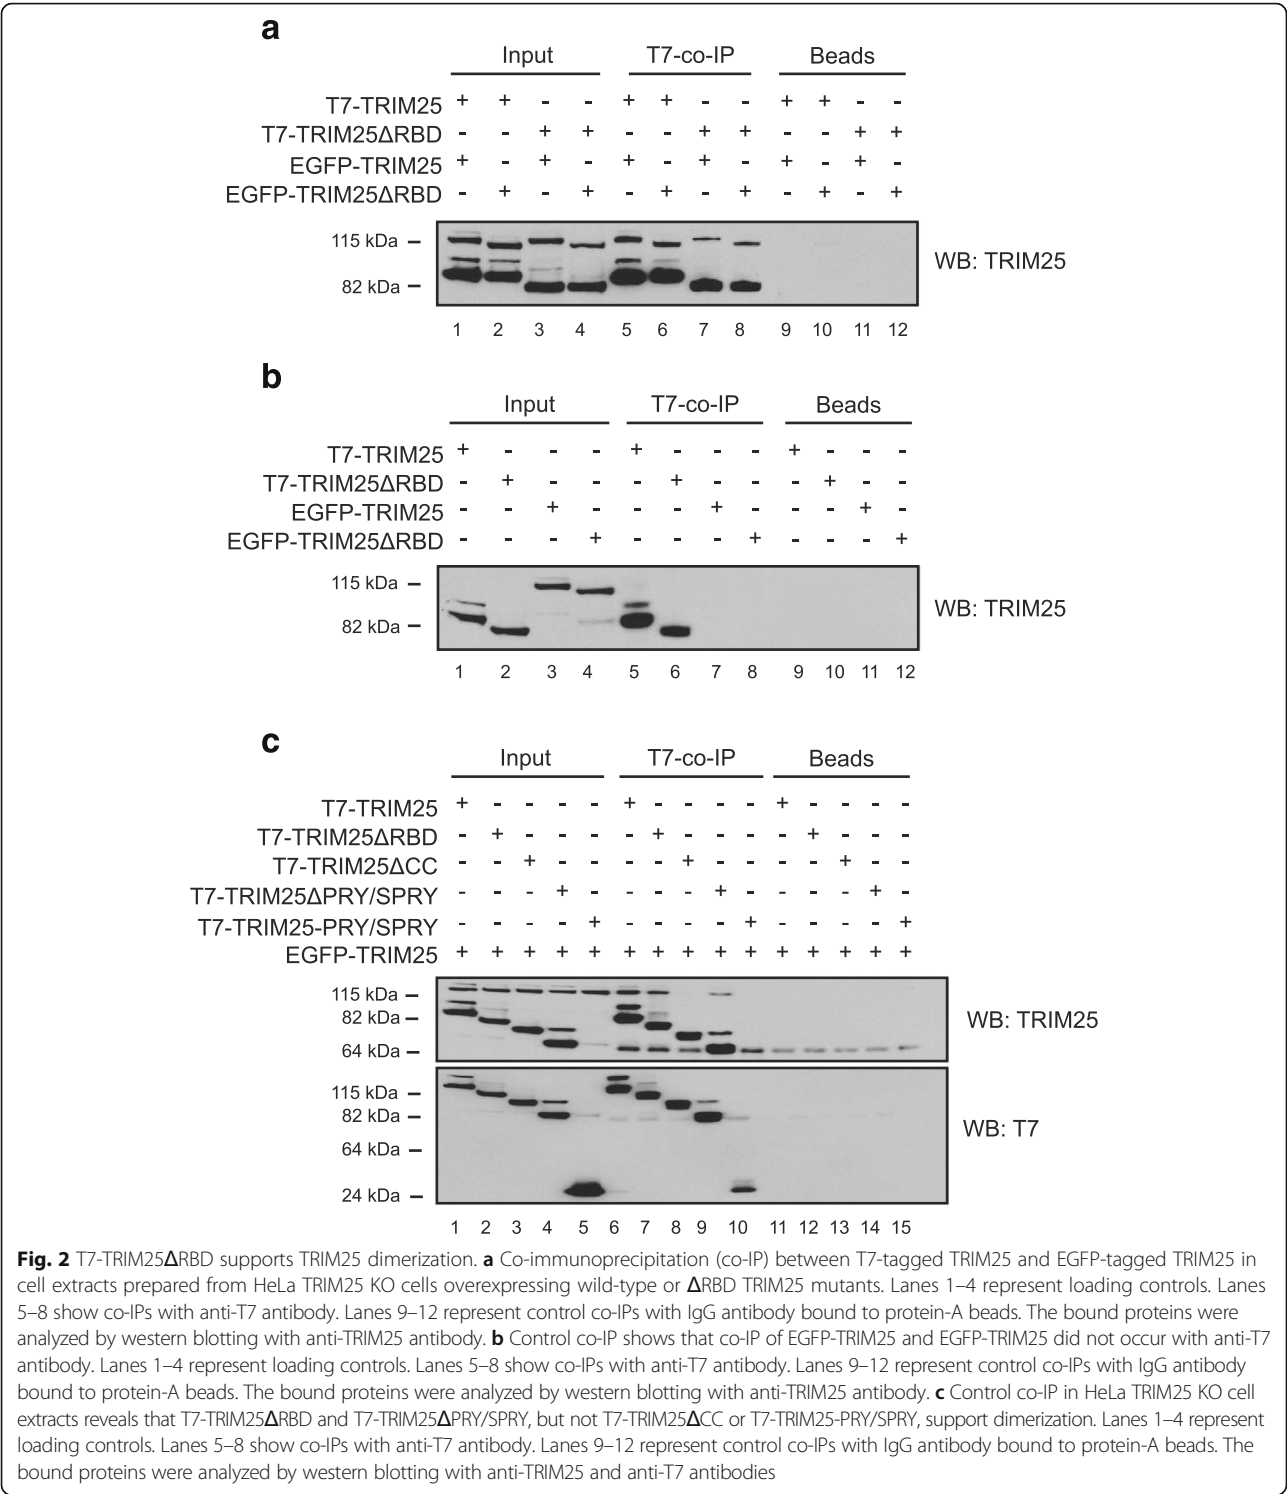 a
Input T7-co-IP Beads
T7-TRIM25 + + - - + + - - + + - -
T7-TRIM25ΔRBD - - + + - - + + - - + +
EGFP-TRIM25 + - + - + - + - + - + -
EGFP-TRIM25ΔRBD - + - + - + - + - + - +
115 kDa
WB: TRIM25
82 kDa
1 2 3 4 5 6 7 8 9 10 11 12
b
Input T7-co-IP Beads
T7-TRIM25 + - - - + - - - + - - -
T7-TRIM25ΔRBD - + - - - + - - - + - -
EGFP-TRIM25 - - + - - - + - - - + -
EGFP-TRIM25ΔRBD - - - + - - - + - - - +
115 kDa
WB: TRIM25
82 kDa
1 2 3 4 5 6 7 8 9 10 11 12
c
Input T7-co-IP Beads
T7-TRIM25 + - - - - + - - - - + - - - -
T7-TRIM25ΔRBD - + - - - - + - - - - + - - -
T7-TRIM25ΔCC - - + - - - - + - - - - + - -
T7-TRIM25ΔPRY/SPRY - - - + - - - - + - - - - + -
T7-TRIM25-PRY/SPRY - - - - + - - - - + - - - - +
EGFP-TRIM25 + + + + + + + + + + + + + + +
115 kDa
82 kDa
WB: TRIM25
64 kDa
115 kDa
82 kDa
WB: T7
64 kDa
24 kDa
1 2 3 4 5 6 7 8 9 10 11 12 13 14 15
Fig. 2 T7-TRIM25ΔRBD supports TRIM25 dimerization. a Co-immunoprecipitation (co-IP) between T7-tagged TRIM25 and EGFP-tagged TRIM25 in
cell extracts prepared from HeLa TRIM25 KO cells overexpressing wild-type or ΔRBD TRIM25 mutants. Lanes 1–4 represent loading controls. Lanes
5–8 show co-IPs with anti-T7 antibody. Lanes 9–12 represent control co-IPs with IgG antibody bound to protein-A beads. The bound proteins were
analyzed by western blotting with anti-TRIM25 antibody. b Control co-IP shows that co-IP of EGFP-TRIM25 and EGFP-TRIM25 did not occur with anti-T7
antibody. Lanes 1–4 represent loading controls. Lanes 5–8 show co-IPs with anti-T7 antibody. Lanes 9–12 represent control co-IPs with IgG antibody
bound to protein-A beads. The bound proteins were analyzed by western blotting with anti-TRIM25 antibody. c Control co-IP in HeLa TRIM25 KO cell
extracts reveals that T7-TRIM25ΔRBD and T7-TRIM25ΔPRY/SPRY, but not T7-TRIM25ΔCC or T7-TRIM25-PRY/SPRY, support dimerization. Lanes 1–4 represent
loading controls. Lanes 5–8 show co-IPs with anti-T7 antibody. Lanes 9–12 represent control co-IPs with IgG antibody bound to protein-A beads. The
bound proteins were analyzed by western blotting with anti-TRIM25 and anti-T7 antibodies